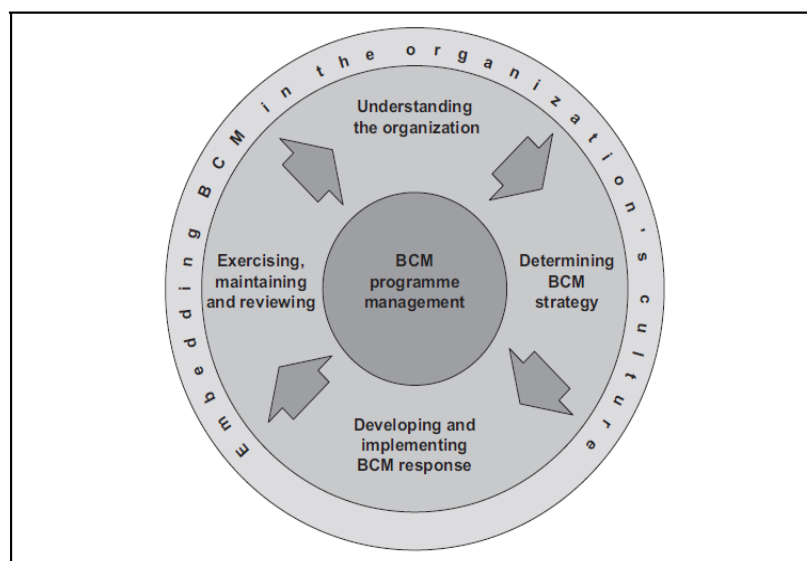 Embedding BCM in the organization's culture
Understanding
the organization
Exercising,
maintaining
and reviewing
BCM
programme
management
Determining
BCM
strategy
Developing and
implementing
BCM response